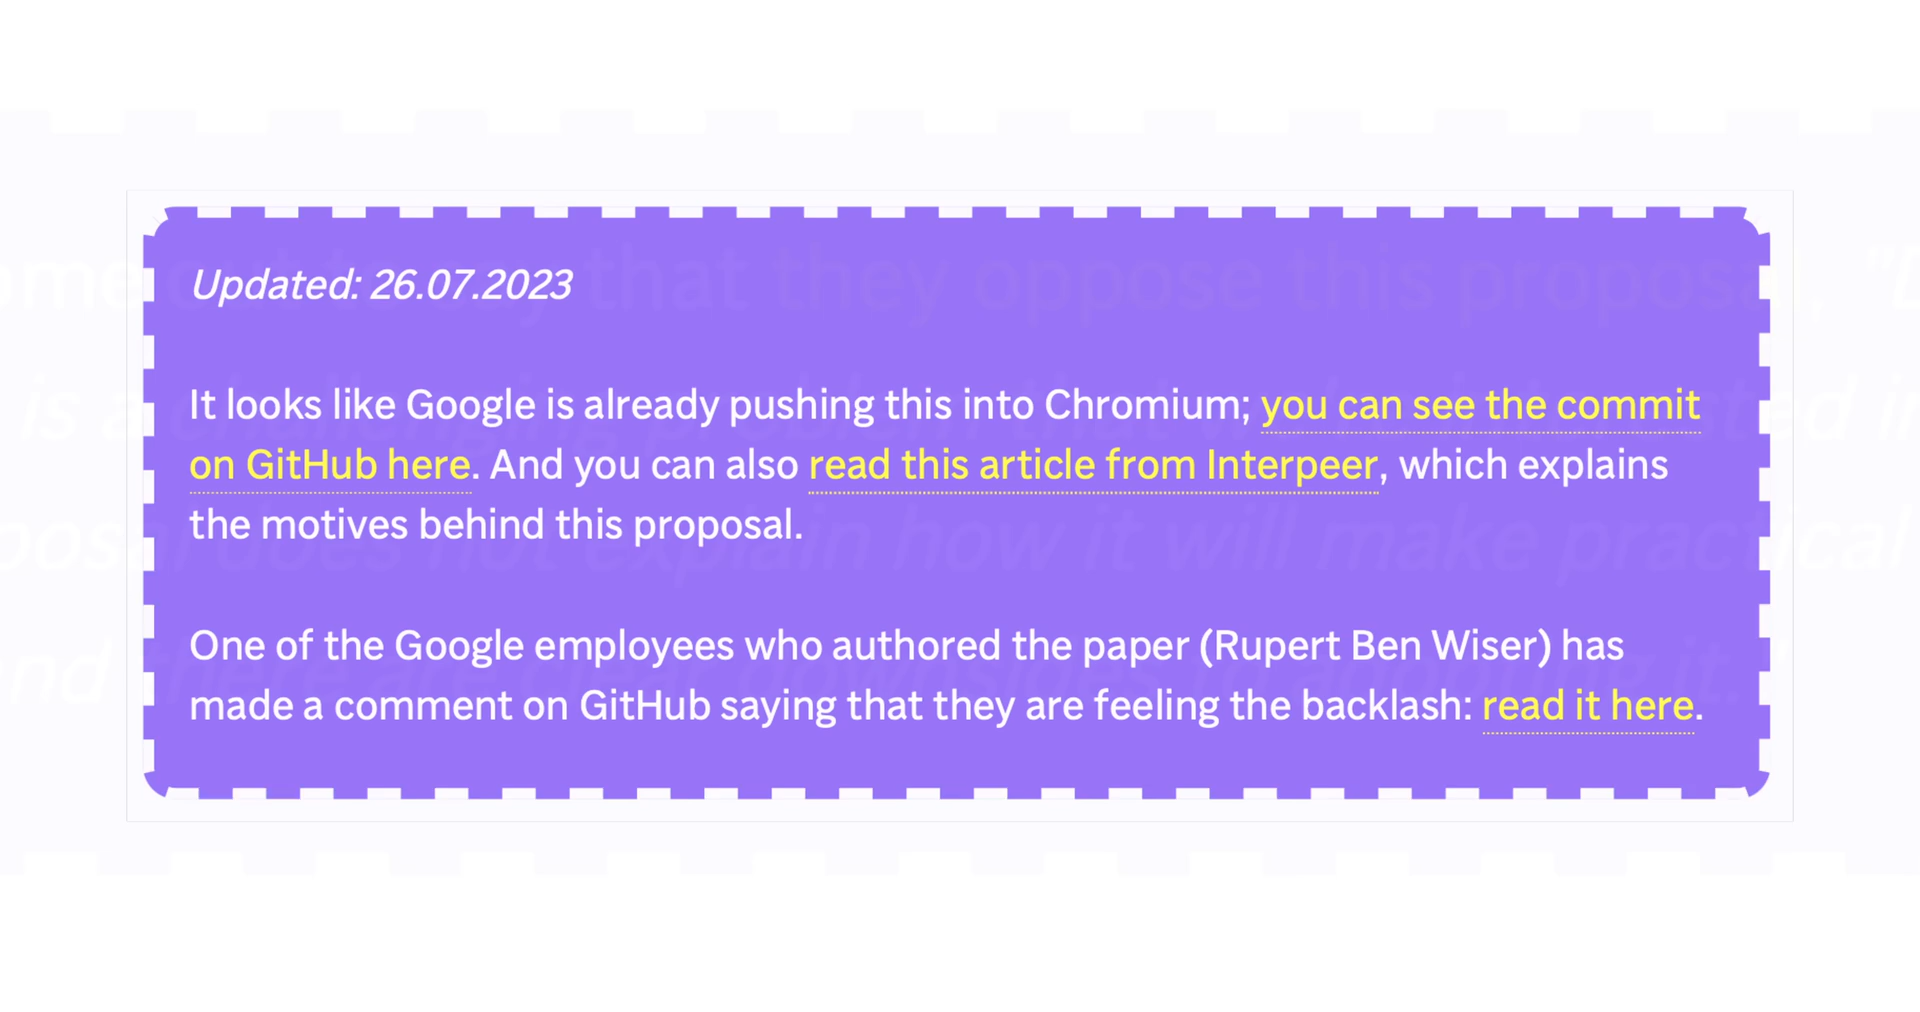 Updated: 26.07.2023
It looks like Google is already pushing this into Chromium; you can see the commit
on GitHub here. And you can also read this article from Interpeer, which explains
the motives behind this proposal.
One of the Google employees who authored the paper (Rupert Ben Wiser) has
made a comment on GitHub saying that they are feeling the backlash: read it here.